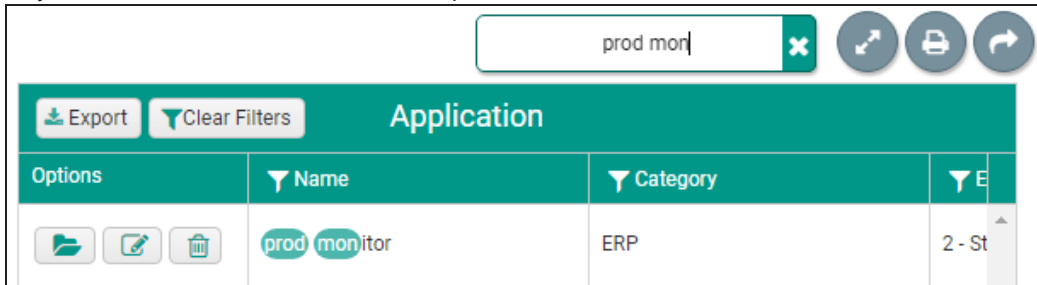 prod mon
Export Clear Filters Application
Options Name Category E
prod monitor ERP 2 - St